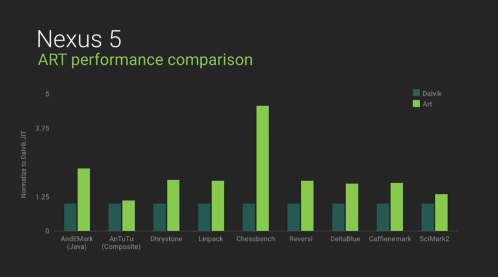 Nexus 5
ART performance comparison
Dalvik
Art
Normalize to Dalvik JIT
5
3.75
1.25
0
AndEMark
(Java)
AnTuTu
(Composite)
Dhrystone
Linpack
Chessbench
Reversi
DeltaBlue
Caffienemark
SciMark2